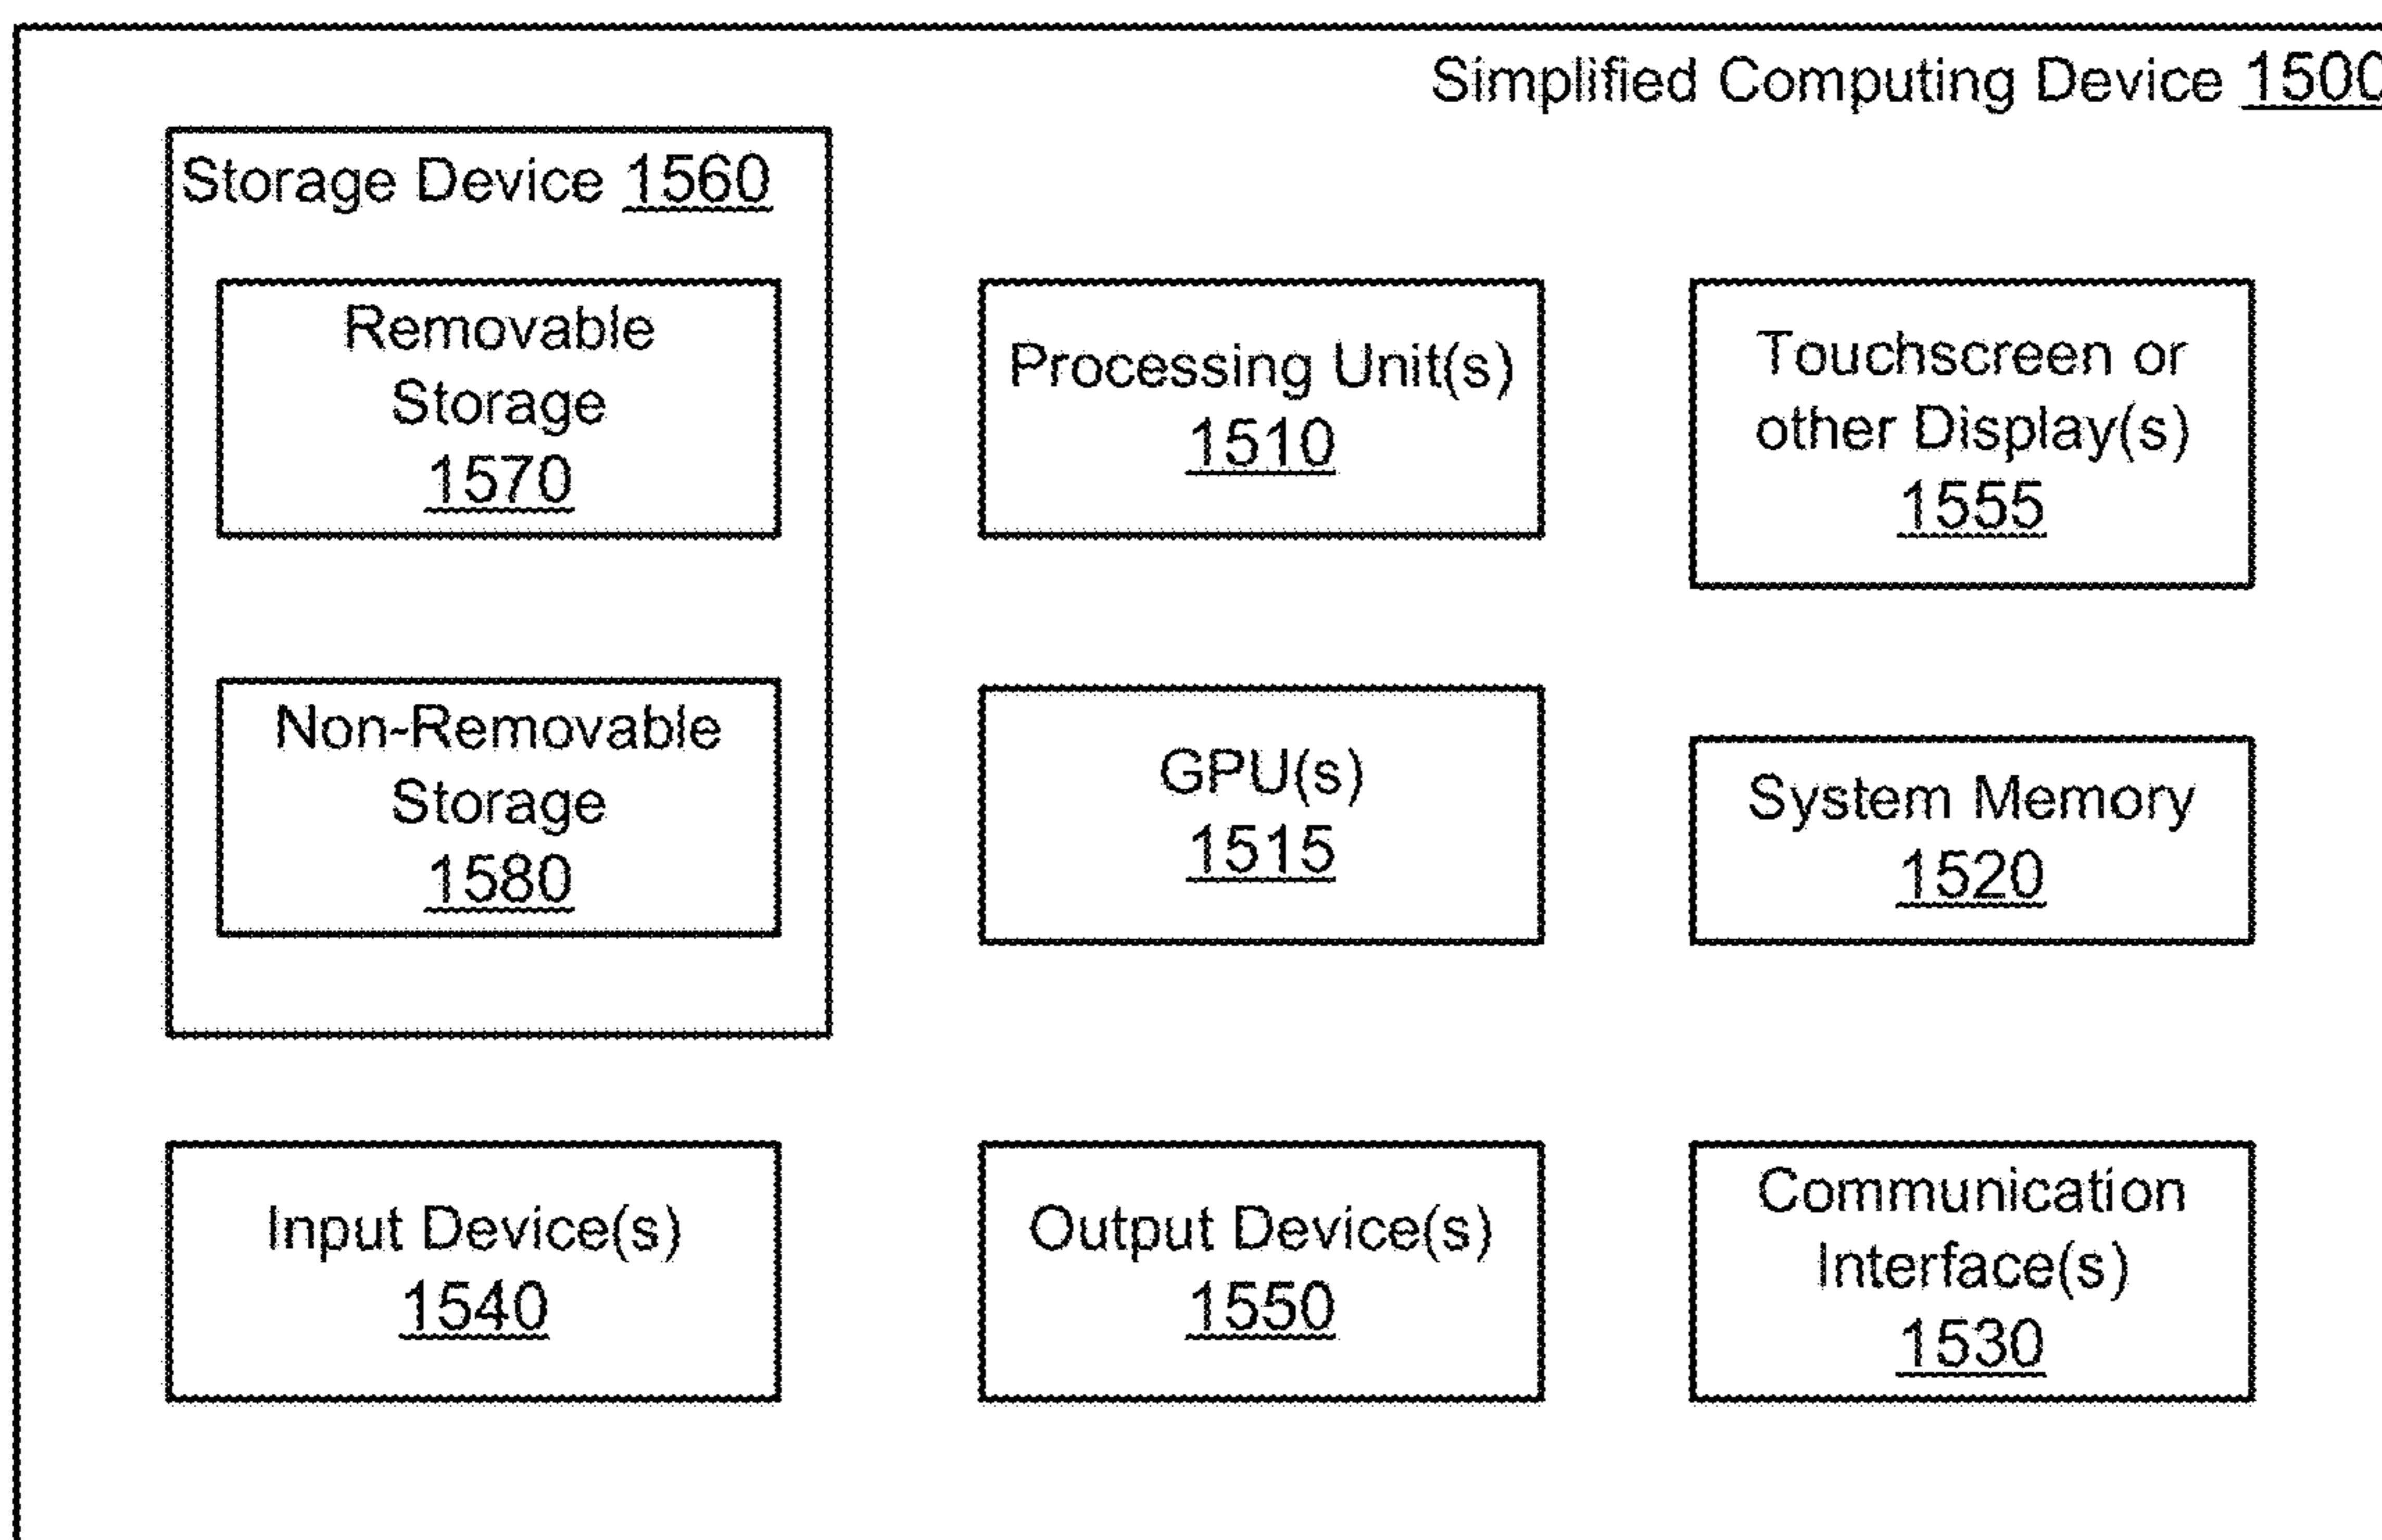 Simplified Computing Device 1500
Storage Device 1560
Removable
Storage
1570
Processing Unit(s)
1510
Touchscreen or
other Display(s)
1555
Non-Removable
Storage
1580
GPU(s)
1515
System Memory
1520
Input Device(s)
1540
Output Device(s)
1550
Communication
Interface(s)
1530